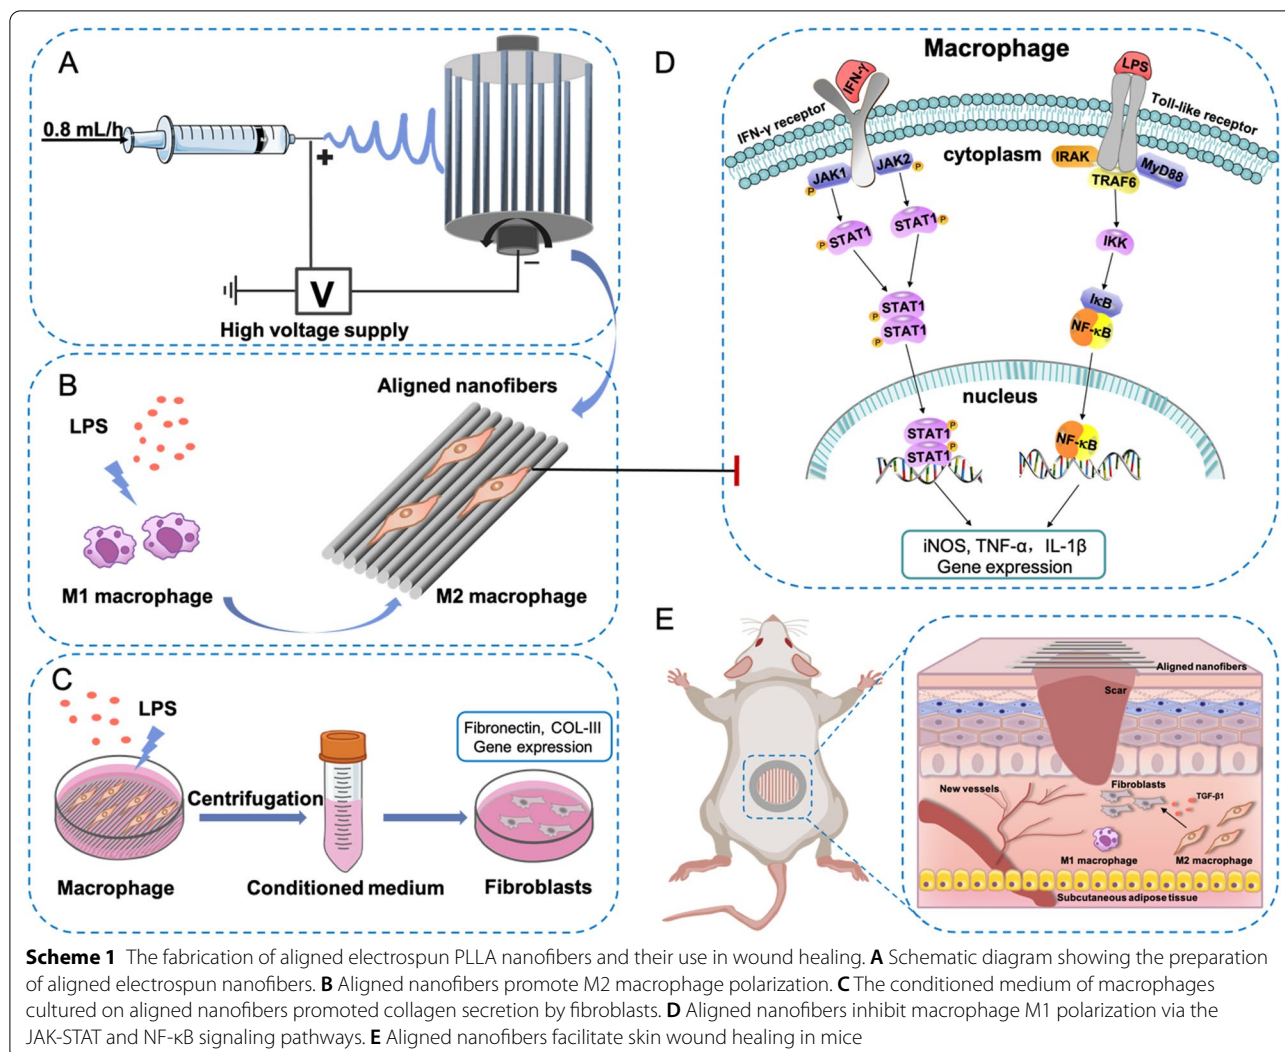 A
0.8 mL/h
+
−
V
High voltage supply
B
LPS
Aligned nanofibers
M1 macrophage
M2 macrophage
C
LPS
Centrifugation
Fibronectin, COL-III
Gene expression
Macrophage
Conditioned medium
Fibroblasts
D
Macrophage
IFN-γ
LPS
IFN-γ receptor
Toll-like receptor
cytoplasm
JAK1
P
JAK2
P
IRAK
MyD88
TRAF6
P
STAT1
STAT1
P
IKK
STAT1
P
STAT1
P
IκB
NF-κB
nucleus
STAT1
P
STAT1
P
NF-κB
iNOS, TNF-α, IL-1β
Gene expression
E
Aligned nanofibers
Scar
New vessels
Fibroblasts
TGF-β1
M1 macrophage
M2 macrophage
Subcutaneous adipose tissue
Scheme 1 The fabrication of aligned electrospun PLLA nanofibers and their use in wound healing. A Schematic diagram showing the preparation
of aligned electrospun nanofibers. B Aligned nanofibers promote M2 macrophage polarization. C The conditioned medium of macrophages
cultured on aligned nanofibers promoted collagen secretion by fibroblasts. D Aligned nanofibers inhibit macrophage M1 polarization via the
JAK-STAT and NF-κB signaling pathways. E Aligned nanofibers facilitate skin wound healing in mice